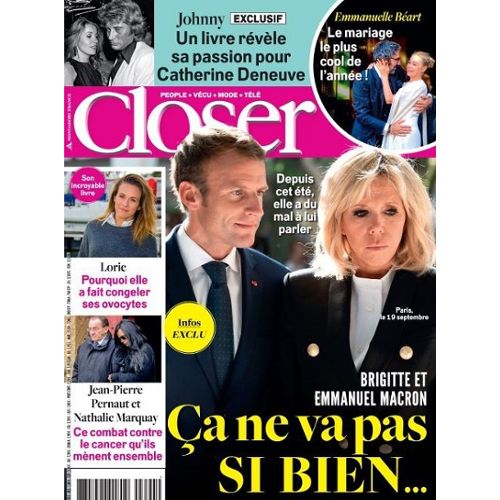 Johnny EXCLUSIF
Un livre révèle
sa passion pour
Catherine Deneuve
Emmanuelle Béart
Le mariage
le plus
cool de
l'année !
PEOPLE • VÉCU • MODE • TÉLÉ
Closer
Son
incroyable
livre
Depuis
cet été,
elle a du
mal à lui
parler
Lorie
Pourquoi elle
a fait congeler
ses ovocytes
Paris,
le 19 septembre
Infos
EXCLU
Jean-Pierre
Pernaut et
Nathalie Marquay
Ce combat contre
le cancer qu'ils
mènent ensemble
BRIGITTE ET
EMMANUEL MACRON
Ça ne va pas
SI BIEN...